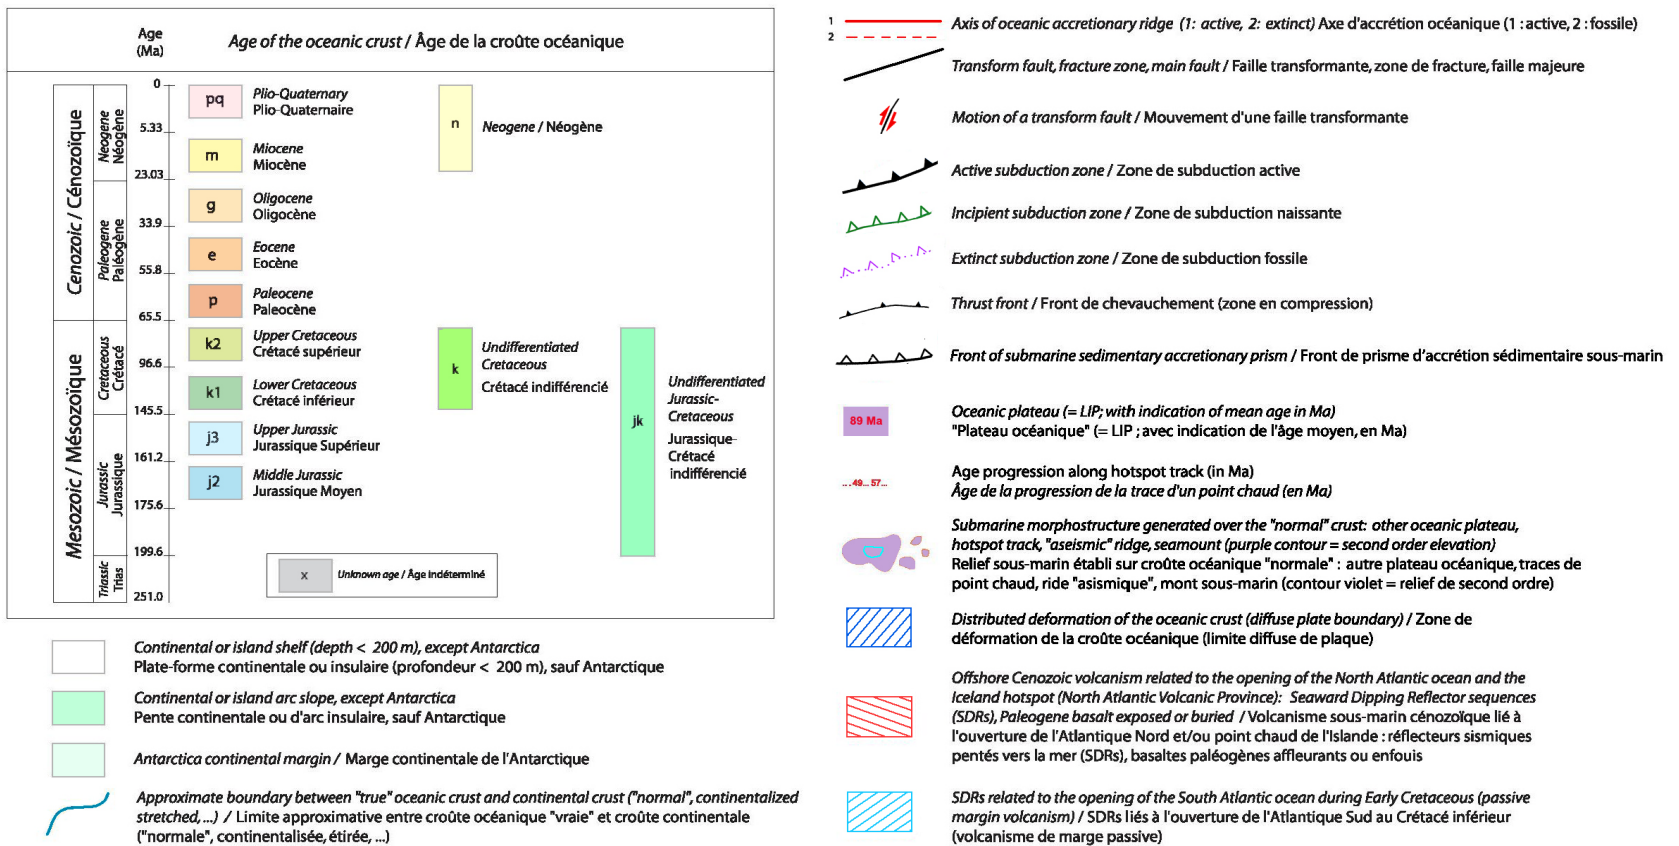 Age
(Ma)
Age of the oceanic crust / Âge de la croûte océanique
0
5.33
23.03
33.9
55.8
65.5
96.6
145.5
161.2
175.6
199.6
251.0
Cenozoic / Cénozoïque
Mesozoic / Mésozoïque
Neogene
Néogène
Paleogene
Paléogène
Cretaceous
Crétacé
Jurassic
Jurassique
Triassic
Trias
pq
Plio-Quaternary
Plio-Quaternaire
m
Miocene
Miocène
g
Oligocene
Oligocène
e
Eocene
Eocène
p
Paleocene
Paleocène
k2
Upper Cretaceous
Crétacé supérieur
k1
Lower Cretaceous
Crétacé inférieur
j3
Upper Jurassic
Jurassique Supérieur
j2
Middle Jurassic
Jurassique Moyen
n
Neogene / Néogène
k
Undifferentiated
Cretaceous
Crétacé indifférencié
jk
Undifferentiated
Jurassic-
Cretaceous
Jurassique-
Crétacé
indifférencié
x
Unknown age / Âge indéterminé
Continental or island shelf (depth < 200 m), except Antarctica
Plate-forme continentale ou insulaire (profondeur < 200 m), sauf Antarctique
Continental or island arc slope, except Antarctica
Pente continentale ou d'arc insulaire, sauf Antarctique
Antarctica continental margin / Marge continentale de l'Antarctique
Approximate boundary between "true" oceanic crust and continental crust ("normal", continentalized
stretched, ...) / Limite approximative entre croûte océanique "vraie" et croûte continentale
("normale", continentalisée, étirée, ...)
1
2
Axis of oceanic accretionary ridge (1: active, 2: extinct) Axe d'accrétion océanique (1 : active, 2 : fossile)
Transform fault, fracture zone, main fault / Faille transformante, zone de fracture, faille majeure
Motion of a transform fault / Mouvement d'une faille transformante
Active subduction zone / Zone de subduction active
Incipient subduction zone / Zone de subduction naissante
Extinct subduction zone / Zone de subduction fossile
Thrust front / Front de chevauchement (zone en compression)
Front of submarine sedimentary accretionary prism / Front de prisme d'accrétion sédimentaire sous-marin
89 Ma
Oceanic plateau (= LIP; with indication of mean age in Ma)
"Plateau océanique" (= LIP ; avec indication de l'âge moyen, en Ma)
... 49... 57...
Age progression along hotspot track (in Ma)
Âge de la progression de la trace d'un point chaud (en Ma)
Submarine morphostructure generated over the "normal" crust: other oceanic plateau,
hotspot track, "aseismic" ridge, seamount (purple contour = second order elevation)
Relief sous-marin établi sur croûte océanique "normale" : autre plateau océanique, traces de
point chaud, ride "asismique", mont sous-marin (contour violet = relief de second ordre)
Distributed deformation of the oceanic crust (diffuse plate boundary) / Zone de
déformation de la croûte océanique (limite diffuse de plaque)
Offshore Cenozoic volcanism related to the opening of the North Atlantic ocean and the
Iceland hotspot (North Atlantic Volcanic Province): Seaward Dipping Reflector sequences
(SDRs), Paleogene basalt exposed or buried / Volcanisme sous-marin cénozoïque lié à
l'ouverture de l'Atlantique Nord et/ou point chaud de l'Islande : réflecteurs sismiques
pentés vers la mer (SDRs), basaltes paléogènes affleurants ou enfouis
SDRs related to the opening of the South Atlantic ocean during Early Cretaceous (passive
margin volcanism) / SDRs liés à l'ouverture de l'Atlantique Sud au Crétacé inférieur
(volcanisme de marge passive)